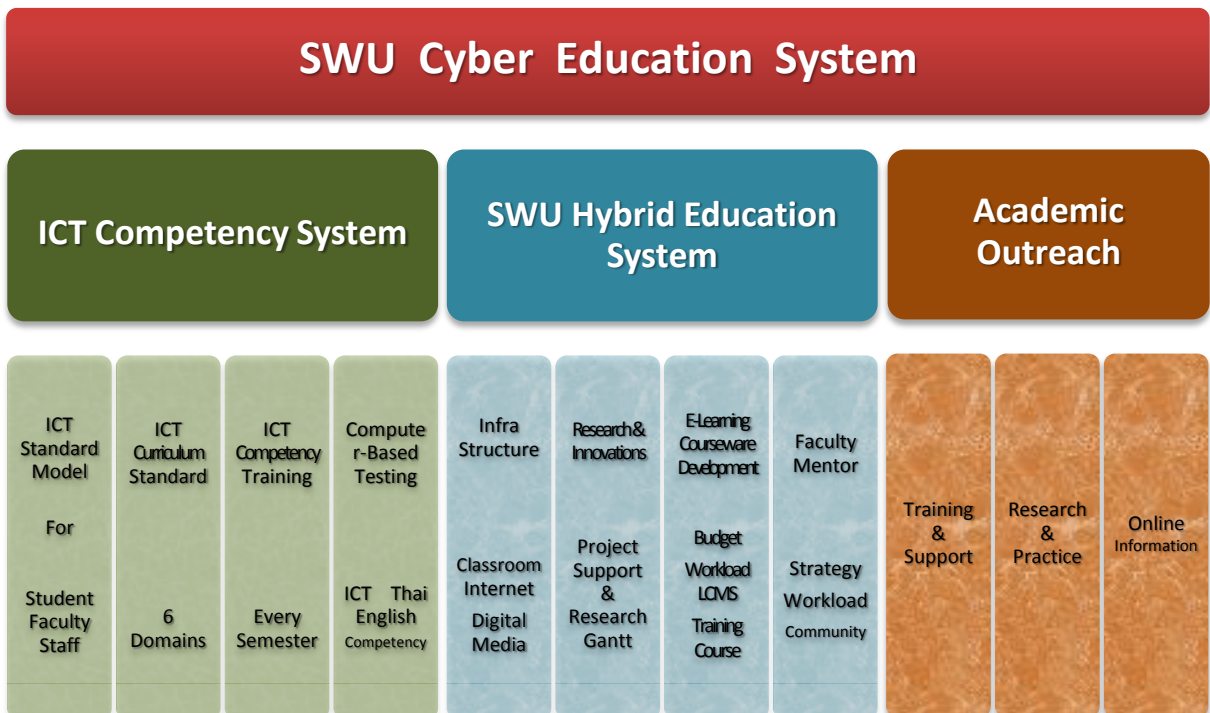 SWU Cyber Education System
ICT Competency System
SWU Hybrid Education
System
Academic
Outreach
ICT
Standard
Model
For
Student
Faculty
Staff
ICT
Curriculum
Standard
6
Domains
ICT
Competency
Training
Every
Semester
Compute
r-Based
Testing
ICT Thai
English
Competency
Infra
Structure
Classroom
Internet
Digital
Media
Research &
Innovations
Project
Support
&
Research
Gantt
E-Learning
Courseware
Development
Budget
Workload
LCMS
Training
Course
Faculty
Mentor
Strategy
Workload
Community
Training
&
Support
Research
&
Practice
Online
Information